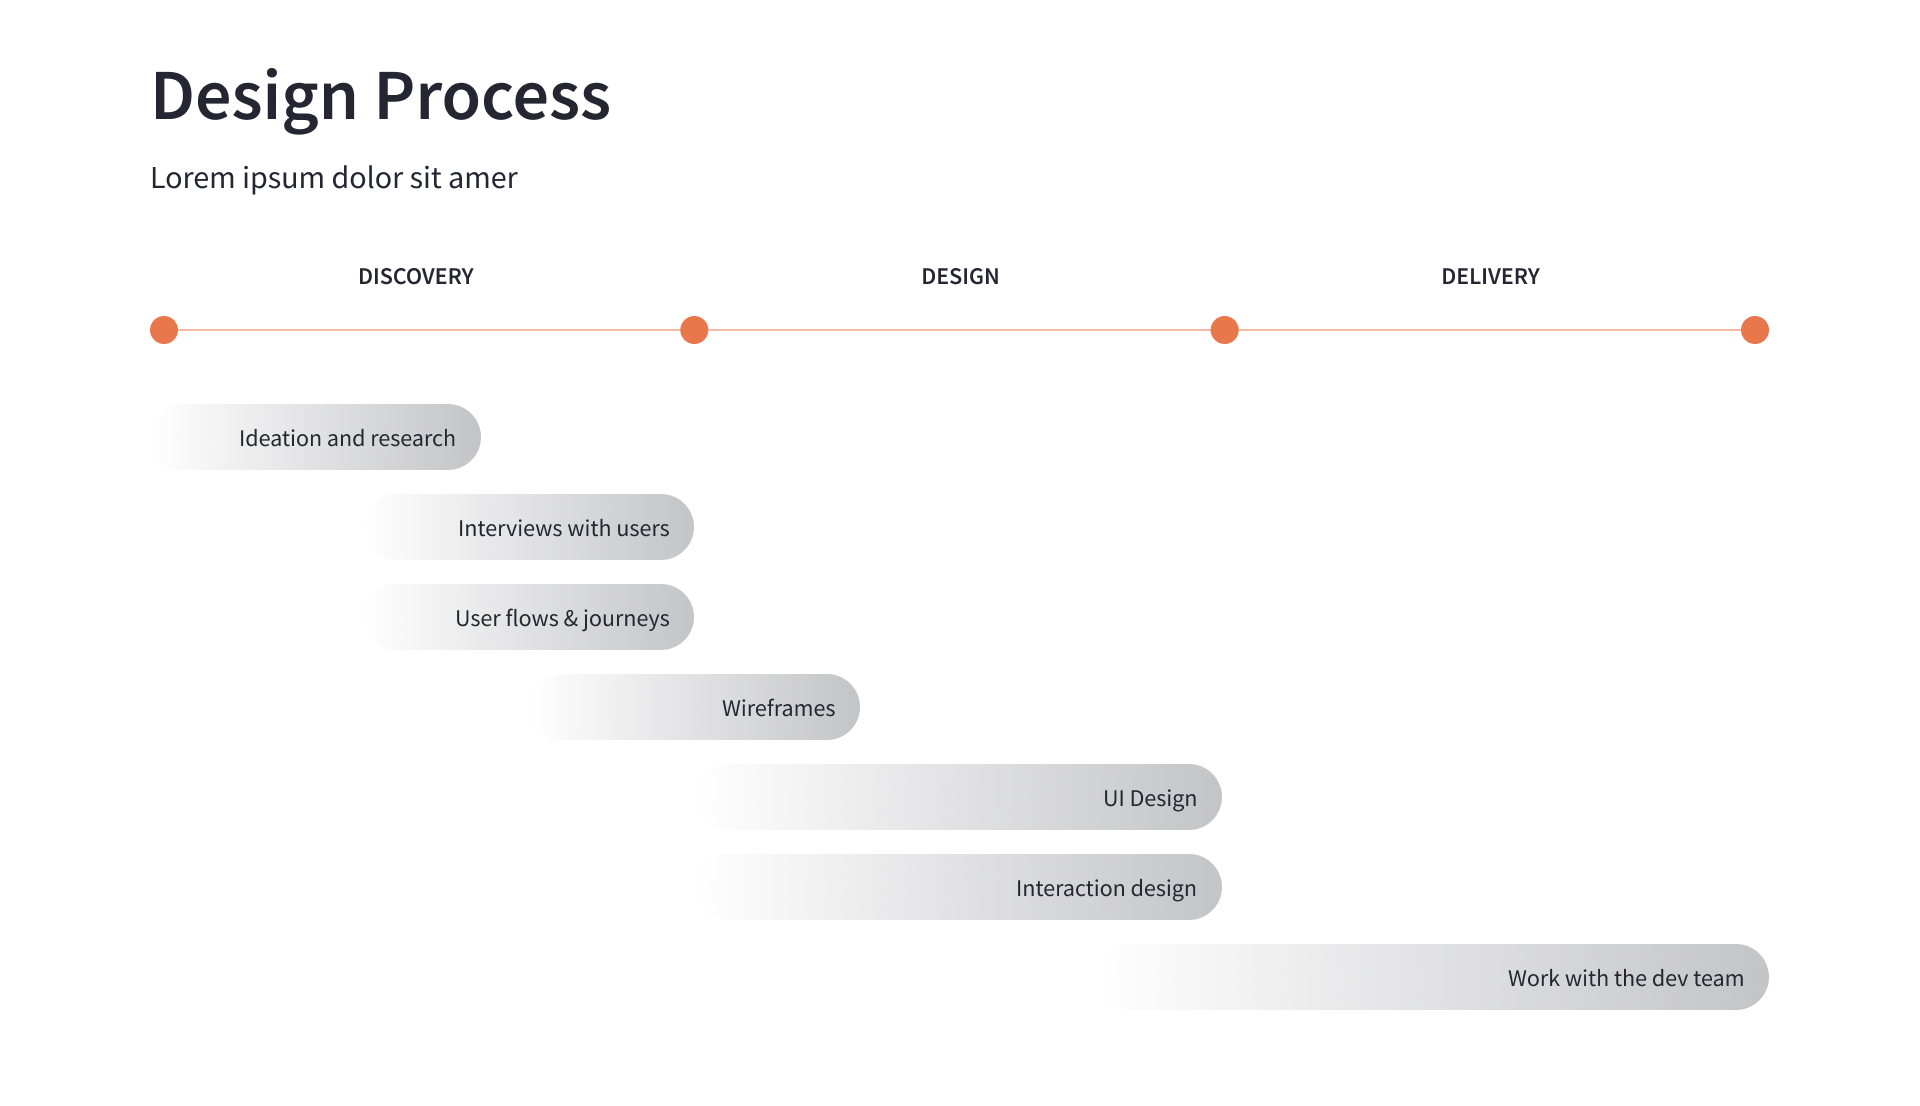 Design Process
Lorem ipsum dolor sit amer
DISCOVERY
DESIGN
DELIVERY
Ideation and research
Interviews with users
User flows & journeys
Wireframes
UI Design
Interaction design
Work with the dev team